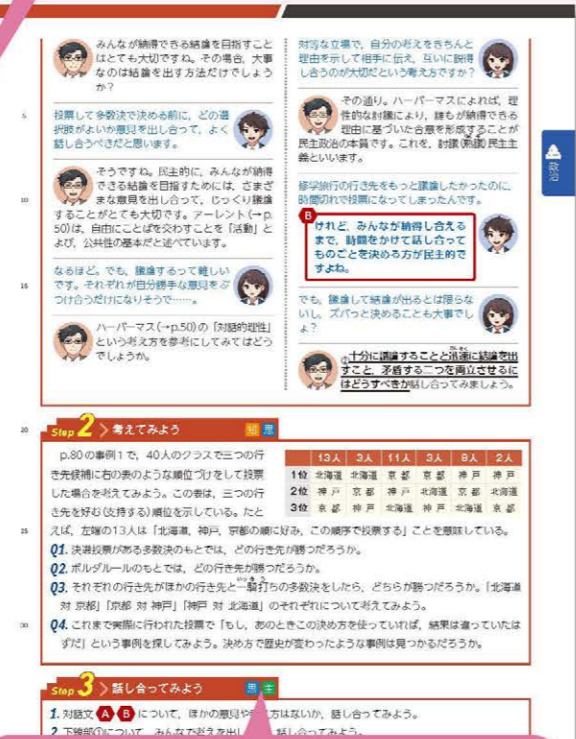 みんなが納得できる結論を目指すこと
はとても大切ですね。その場合、大事
なのは結論を出す方法だけでしょう
か?
投票して多数決で決める前に、どの選
択肢がよいか意見を出し合って、よく
話し合うべきだと思います。
そうですね。民主的に、みんなが納得
できる結論を目指すためには、さまざ
まな意見を出し合って、じっくり議論
することがとても大切です。アーレント(→p.
50)は、自由にことばを交わすことを「活動」と
よび、公共性の基本だと述べています。
なるほど。でも、議論するって難しい
です。それぞれが自分勝手な意見をぶ
つけ合うだけになりそうで……。
ハーバーマス(→p.50)の「対話的理性」
という考え方を参考にしてみてはどう
でしょうか。
対等な立場で、自分の考えをきちんと
理由を示して相手に伝え、互いに説得
し合うのが大切だという考え方ですか?
その通り。ハーバーマスによれば、理
性的な討議により、誰もが納得できる
理由に基づいた合意を形成することが
民主政治の本質です。これを、討議(熟議)民主主
義といいます。
修学旅行の行き先をもっと議論したかったのに、
時間切れで投票になってしまったんです。
B
けれど、みんなが納得し合える
まで、時間をかけて話し合って
ものごとを決める方が民主的で
すよね。
でも、議論して結論が出るとは限らな
いし、ズバっと決めることも大事でし
ょ?
①十分に議論することと迅速に結論を出
すこと、矛盾する二つを両立させるに
はどうすべきか話し合ってみましょう。
政治
5
10
15
20
25
30
Step 2 > 考えてみよう 知 思
p.80の事例1で、40人のクラスで三つの行
き先候補に右の表のような順位づけをして投票
した場合を考えてみよう。この表は、三つの行
き先を好む(支持する)順位を示している。たと
えば、左端の13人は「北海道、神戸、京都の順に好み、この順序で投票する」ことを意味している。
13人 3人 11人 3人 8人 2人
1位 北海道 北海道 京都 京都 神戸 神戸
2位 神戸 京都 神戸 北海道 京都 北海道
3位 京都 神戸 北海道 神戸 北海道 京都
Q1. 決選投票がある多数決のもとでは、どの行き先が勝つだろうか。
Q2. ボルダルールのもとでは、どの行き先が勝つだろうか。
Q3. それぞれの行き先がほかの行き先と一騎打ちの多数決をしたら、どちらが勝つだろうか。「北海道
対 京都」「京都 対 神戸」「神戸 対 北海道」のそれぞれについて考えてみよう。
Q4. これまで実際に行われた投票で「もし、あのときこの決め方を使っていれば、結果は違っていたは
ずだ」という事例を探してみよう。決め方で歴史が変わったような事例は見つかるだろうか。
Step 3 > 話し合ってみよう 思 主
1. 対話文 A B について、ほかの意見や 方はないか、話し合ってみよう。
2. 下線部①について、みんなで考えを出し 話し合ってみよう。